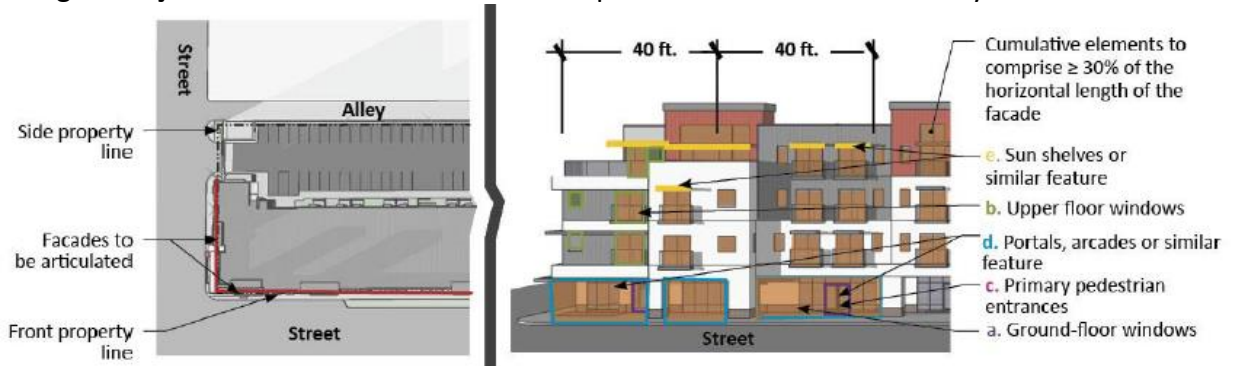 Street
Alley
Side property
line
Facades to
be articulated
Front property
line
Street
40 ft.
40 ft.
Street
Cumulative elements to
comprise ≥ 30% of the
horizontal length of the
facade
e. Sun shelves or
similar feature
b. Upper floor windows
d. Portals, arcades or similar
feature
c. Primary pedestrian
entrances
a. Ground-floor windows